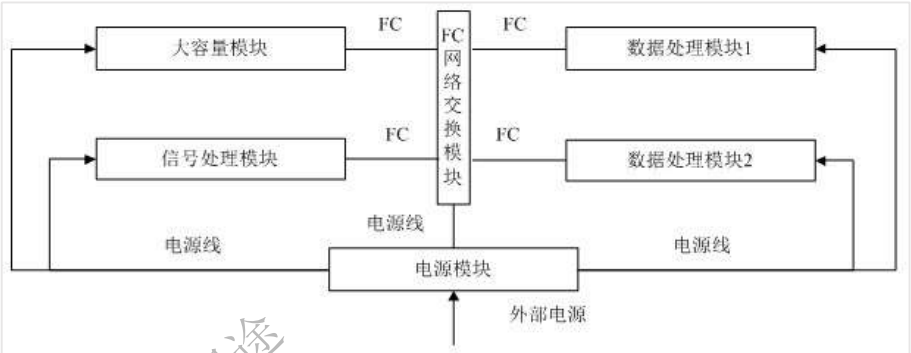 FC
FC
大容量模块
FC网络交换模块
数据处理模块1
FC
FC
信号处理模块
数据处理模块2
电源线
电源线
电源线
电源模块
外部电源
途